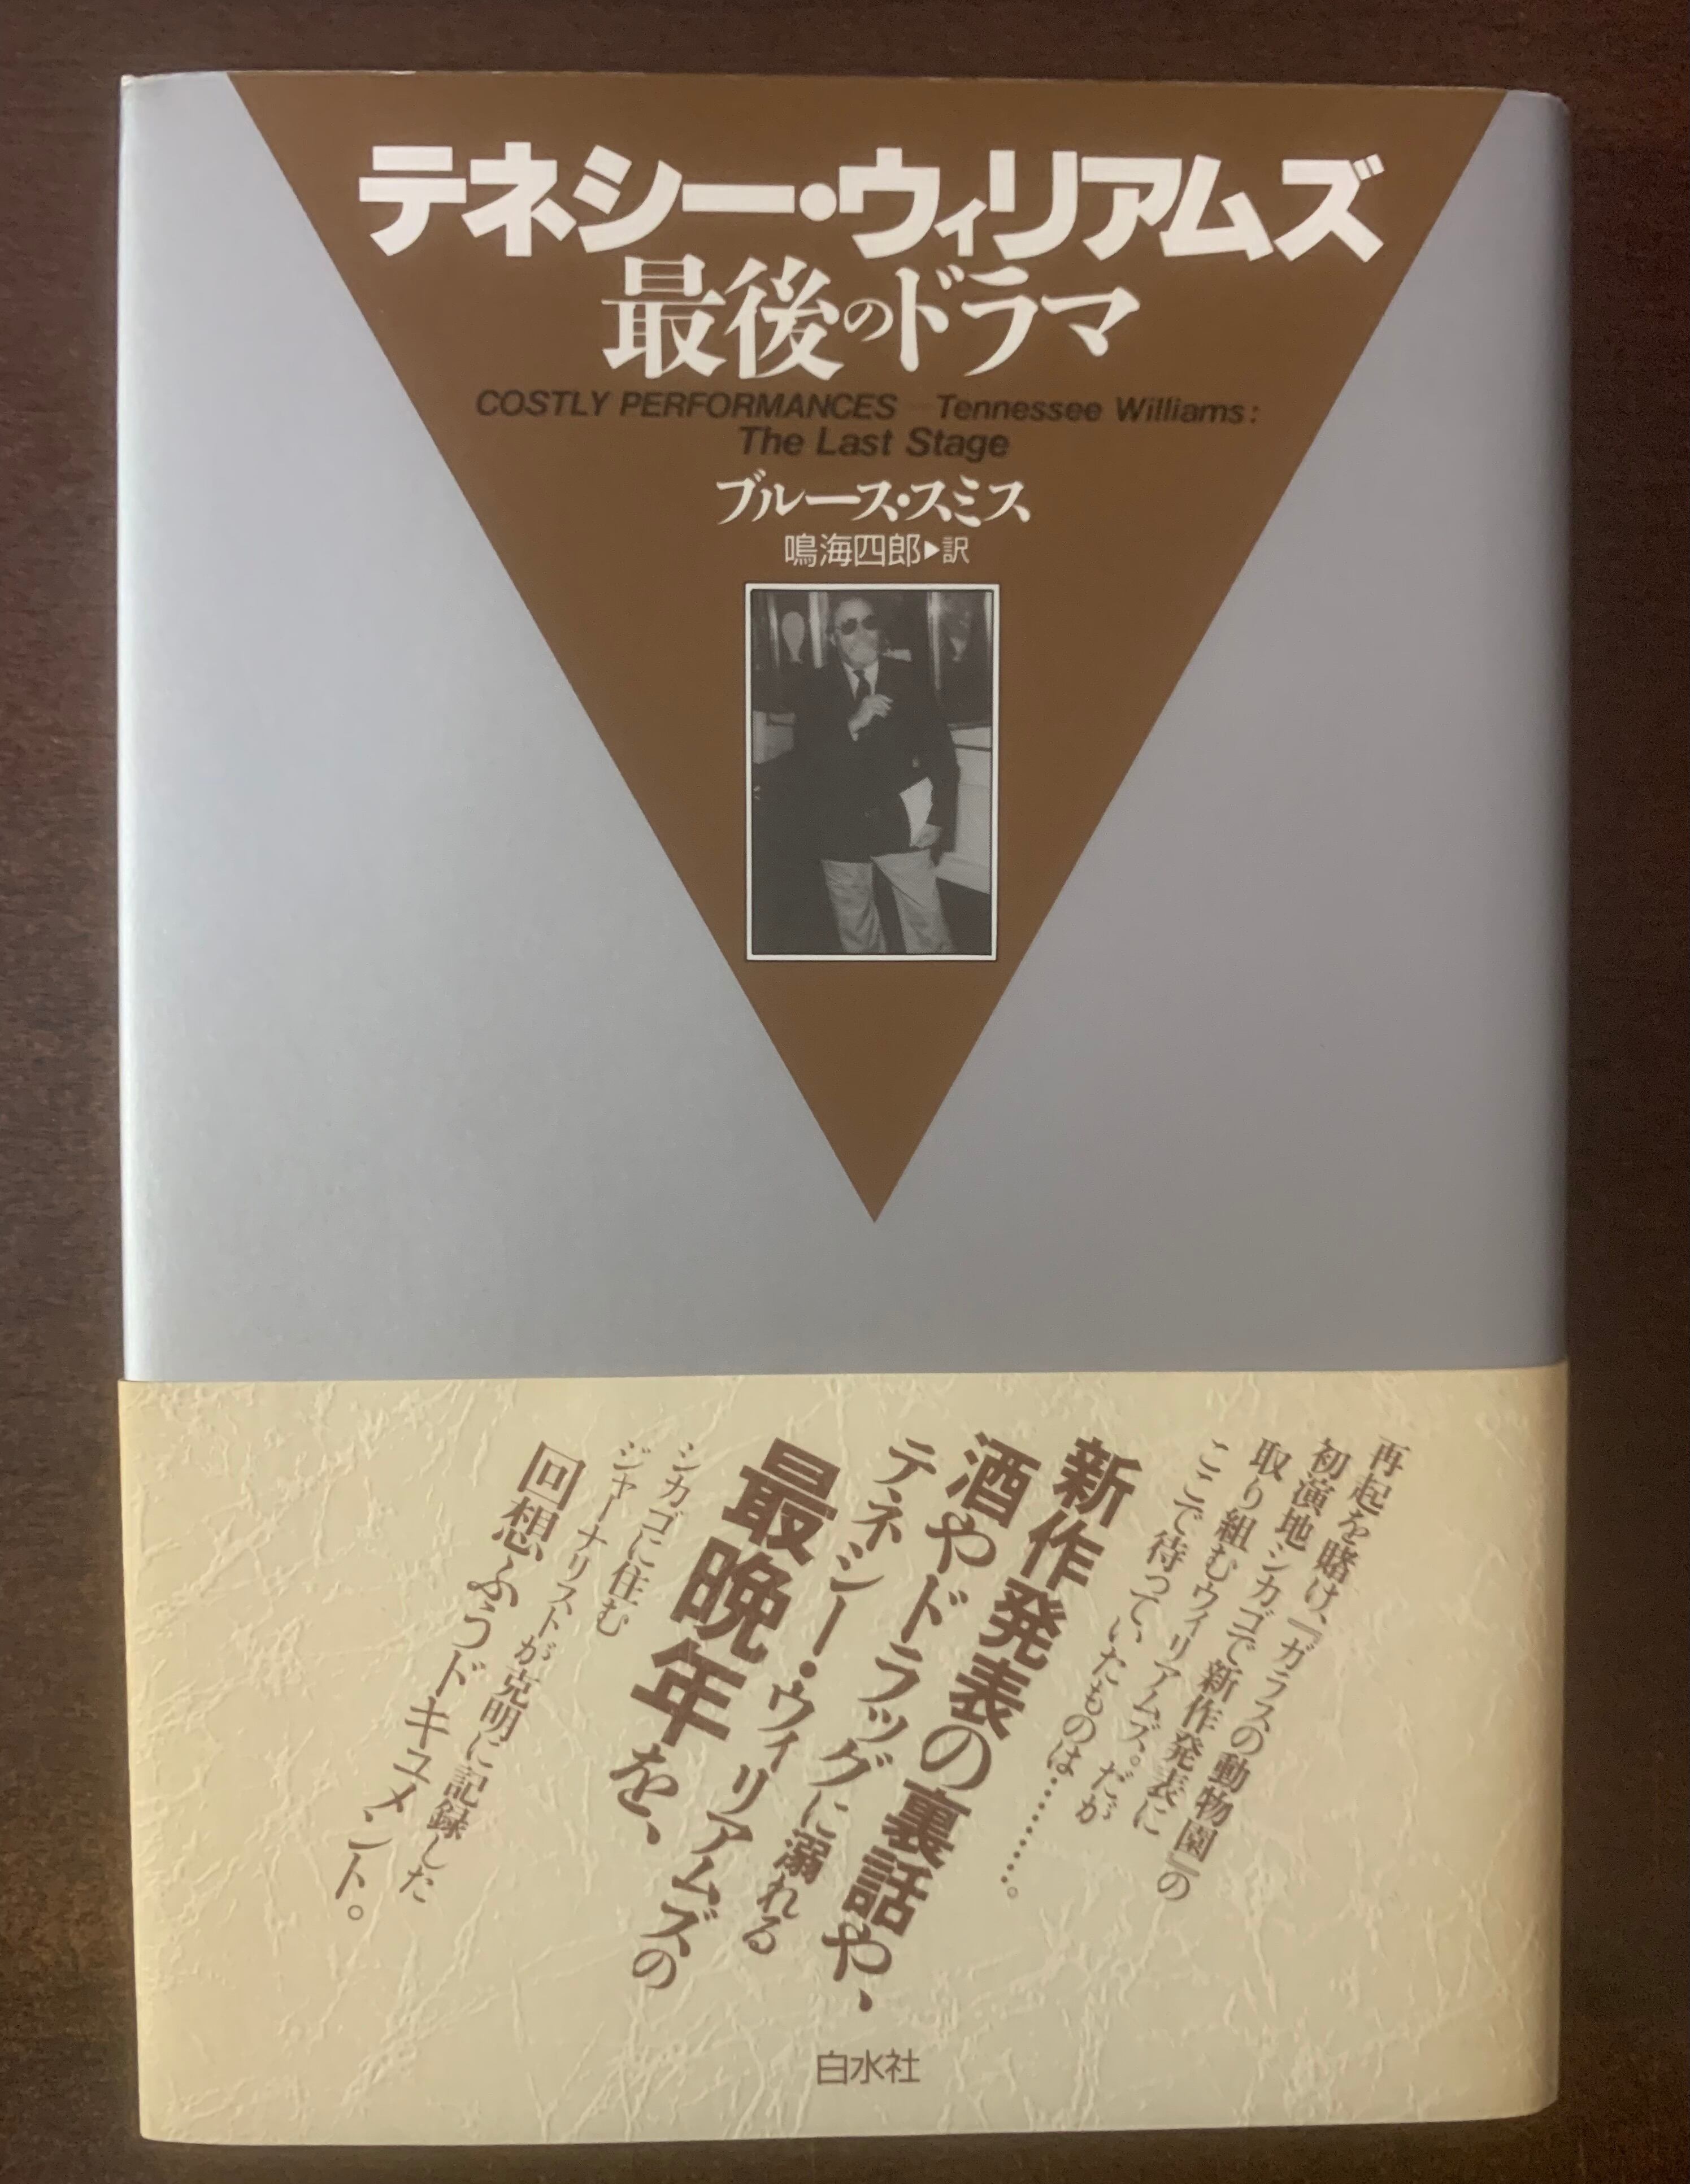 テネシー・ウィリアムズ
最後のドラマ
COSTLY PERFORMANCES — Tennessee Williams:
The Last Stage
ブルース・スミス
鳴海四郎▶訳
再起を賭け、『ガラスの動物園』の
初演地シカゴで新作発表に
取り組むウィリアムズ。だが
ここで待っていたものは………。
新作発表の裏話や、
酒やドラッグに溺れる
テネシー・ウィリアムズの
最晩年を、
シカゴに住む
ジャーナリストが克明に記録した
回想ふうドキュメント。
白水社